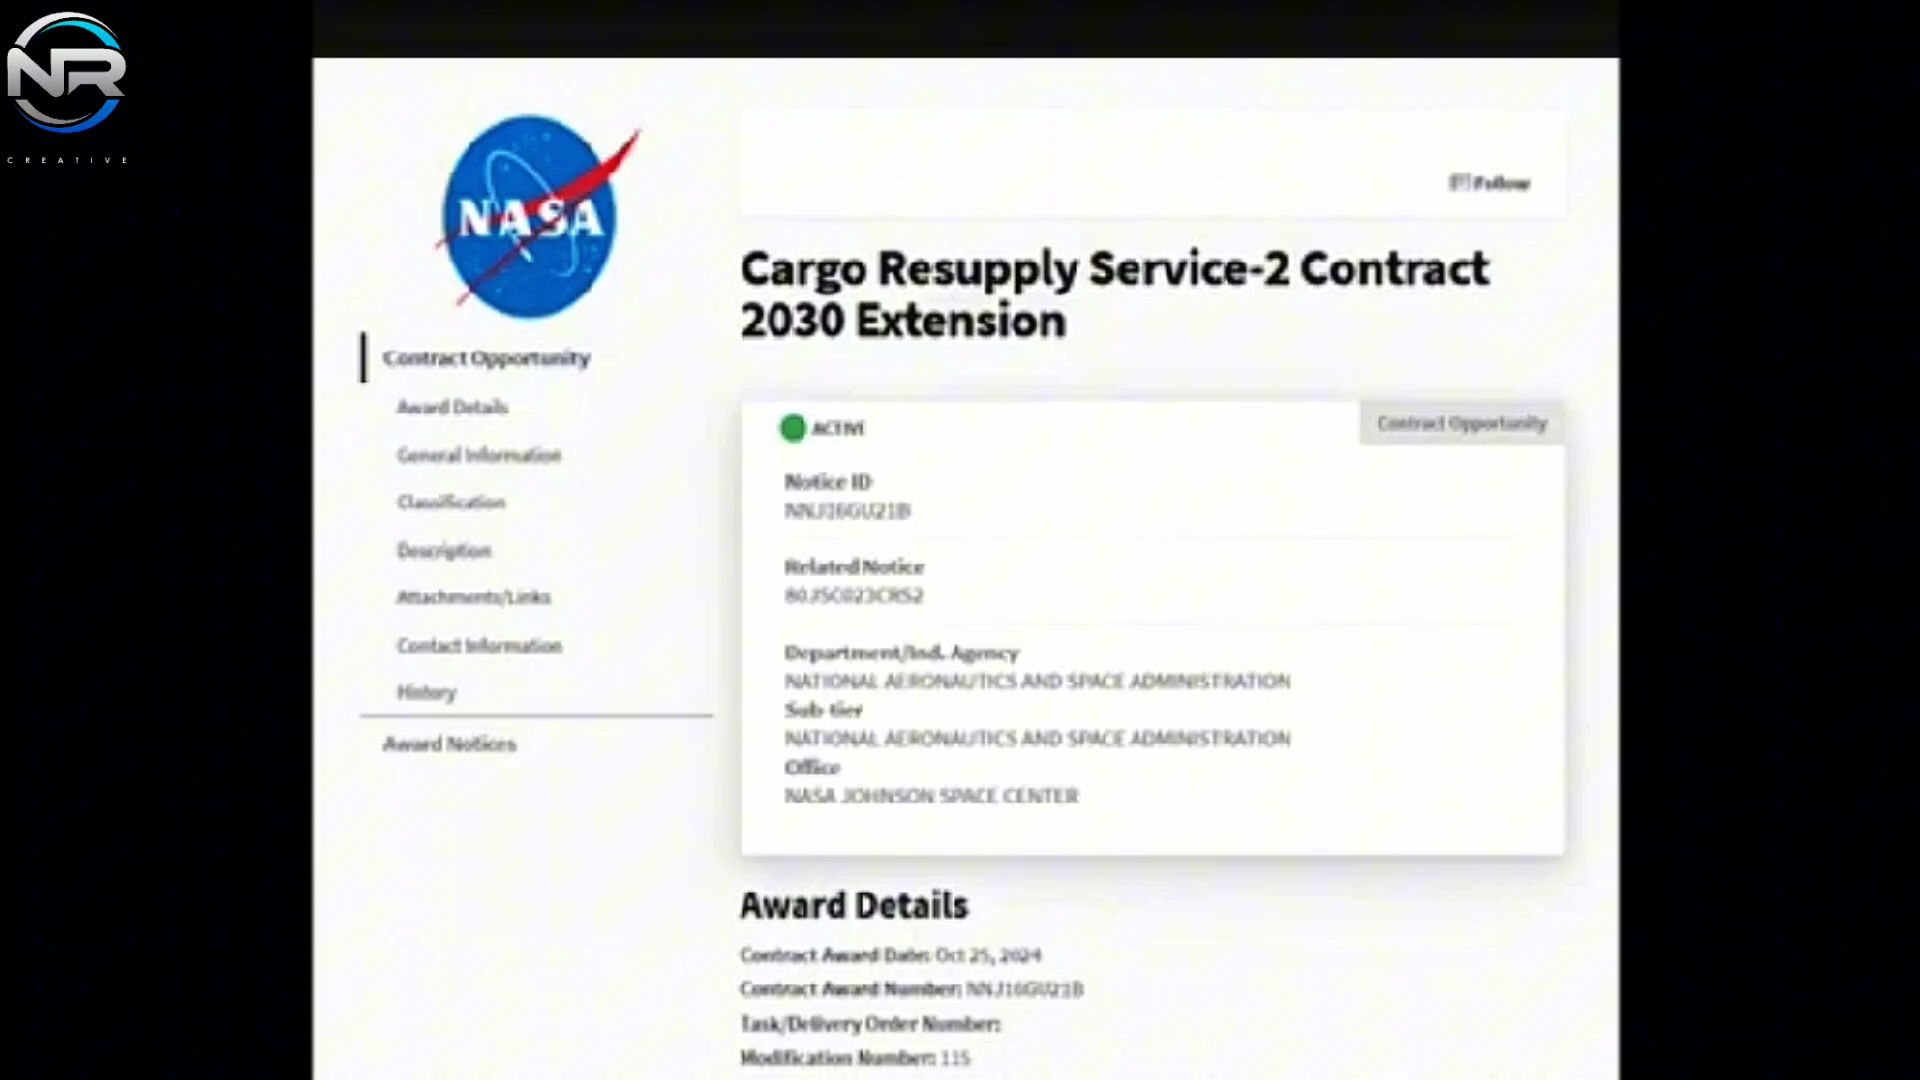 NR
CREATIVE
NASA
Follow
Cargo Resupply Service-2 Contract
2030 Extension
Contract Opportunity
Award Details
General Information
Classification
Description
Attachments/Links
Contact Information
History
Award Notices
ACTIVE
Contract Opportunity
Notice ID
NNJ16GU21B
Related Notice
80JSC023CRS2
Department/Ind. Agency
NATIONAL AERONAUTICS AND SPACE ADMINISTRATION
Sub-tier
NATIONAL AERONAUTICS AND SPACE ADMINISTRATION
Office
NASA JOHNSON SPACE CENTER
Award Details
Contract Award Date: Oct 25, 2024
Contract Award Number: NNJ16GU21B
Task/Delivery Order Number:
Modification Number: 115